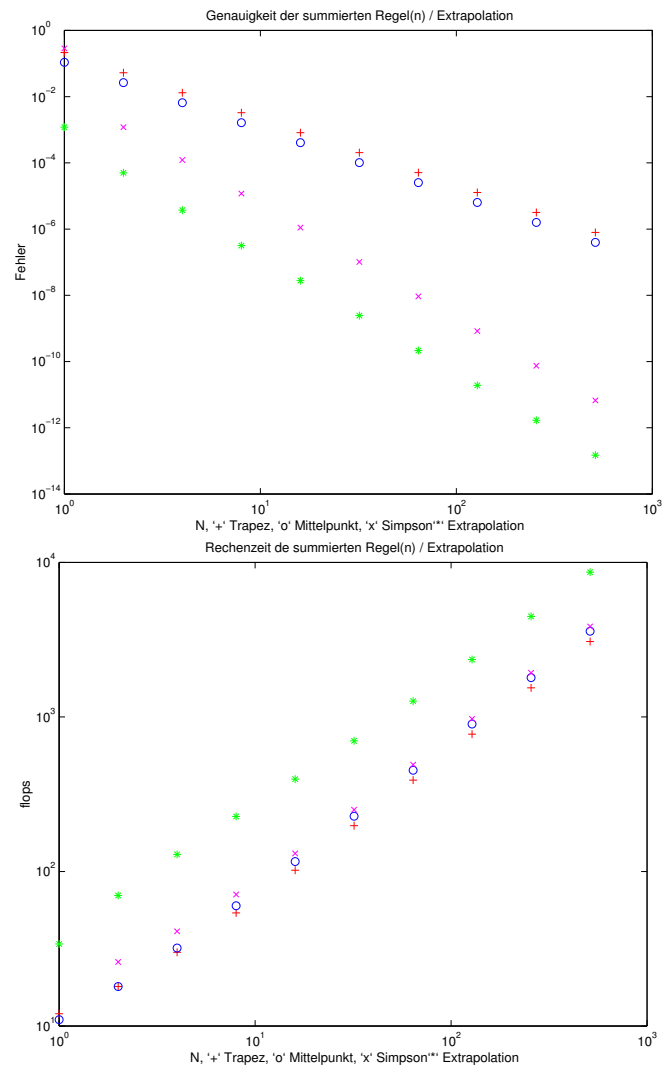 Genauigkeit der summierten Regel(n) / Extrapolation
10^0
10^-2
10^-4
10^-6
10^-8
10^-10
10^-12
10^-14
Fehler
10^0 10^1 10^2 10^3
N, '+' Trapez, 'o' Mittelpunkt, 'x' Simpson'*' Extrapolation
Rechenzeit de summierten Regel(n) / Extrapolation
10^4
10^3
10^2
10^1
flops
10^0 10^1 10^2 10^3
N, '+' Trapez, 'o' Mittelpunkt, 'x' Simpson'*' Extrapolation